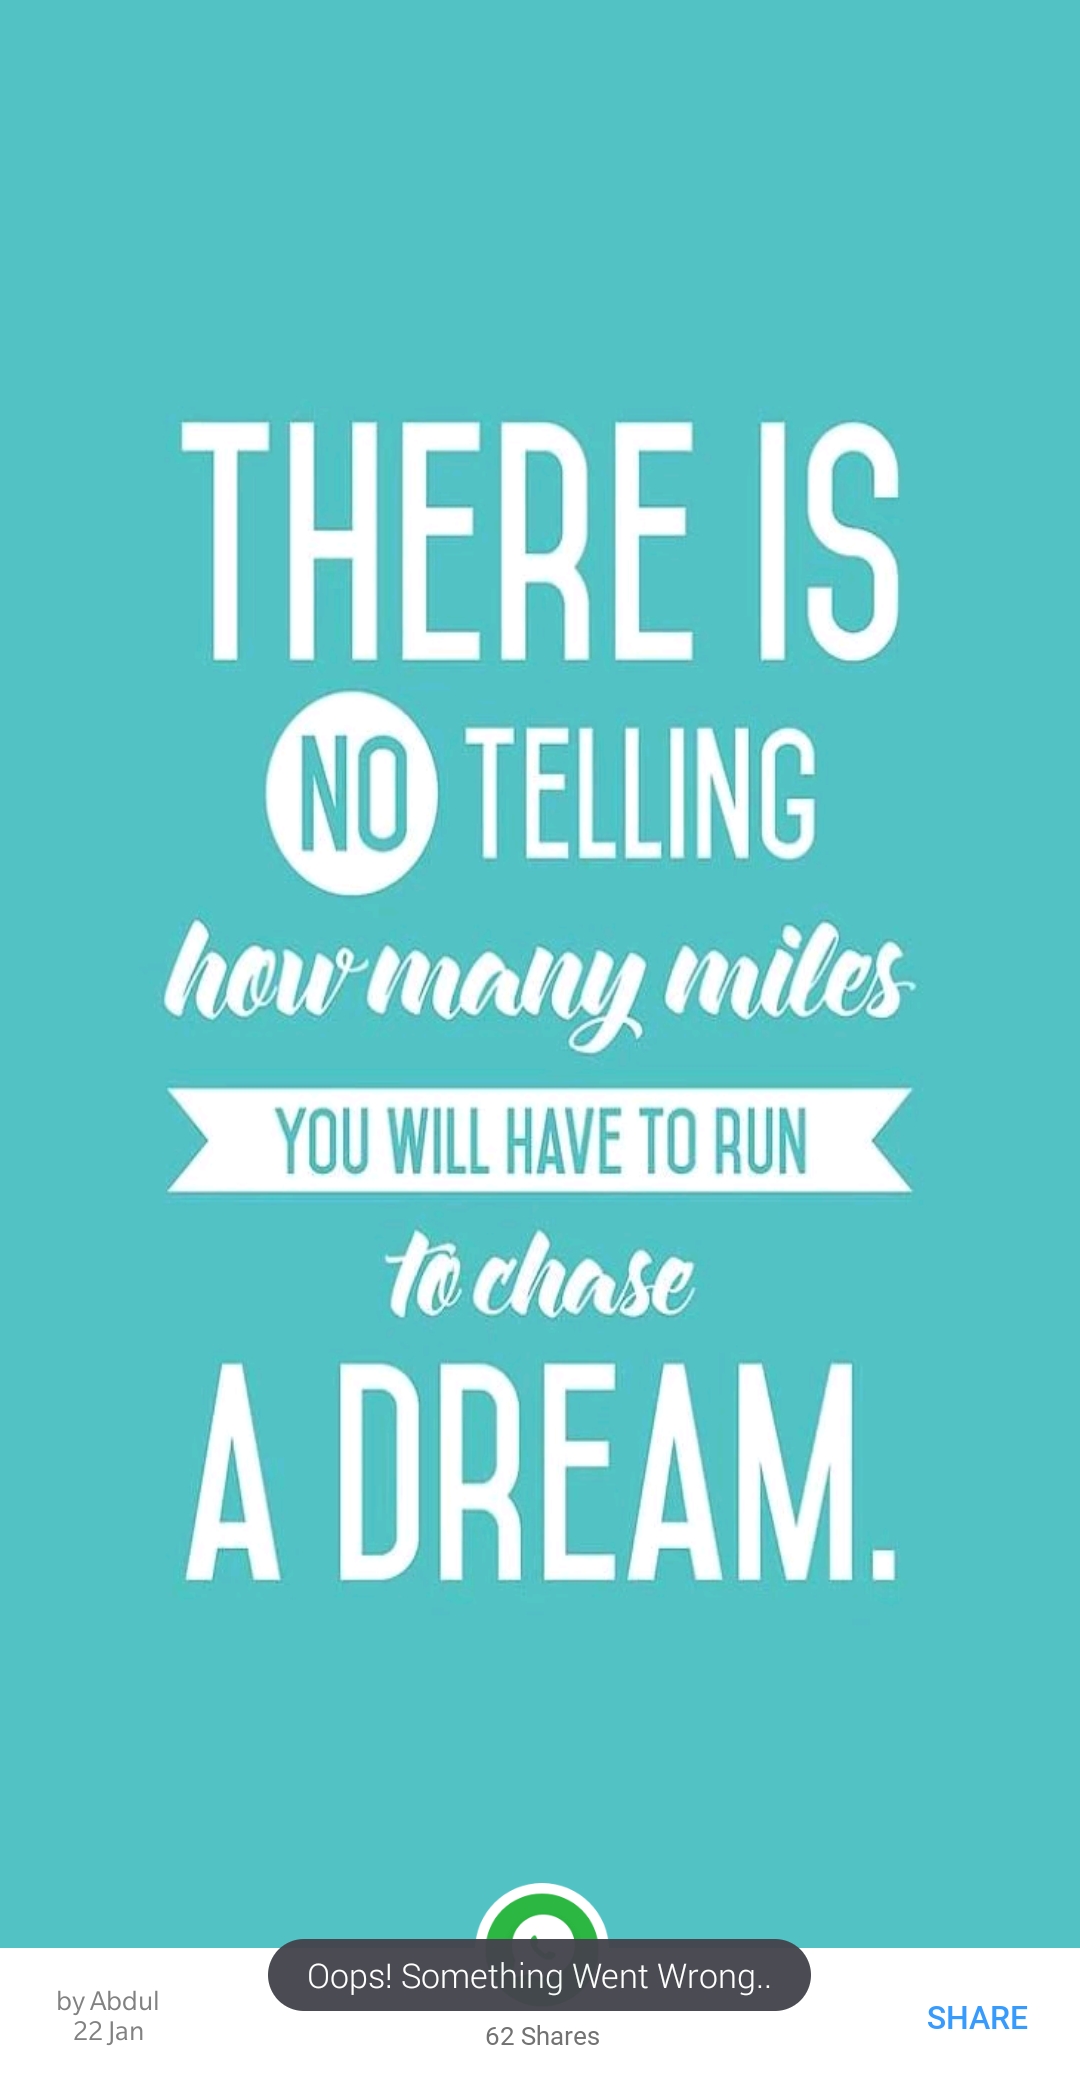 THERE IS
NO TELLING
how many miles
YOU WILL HAVE TO RUN
to chase
A DREAM.
Oops! Something Went Wrong..
by Abdul
22 Jan
62 Shares
SHARE